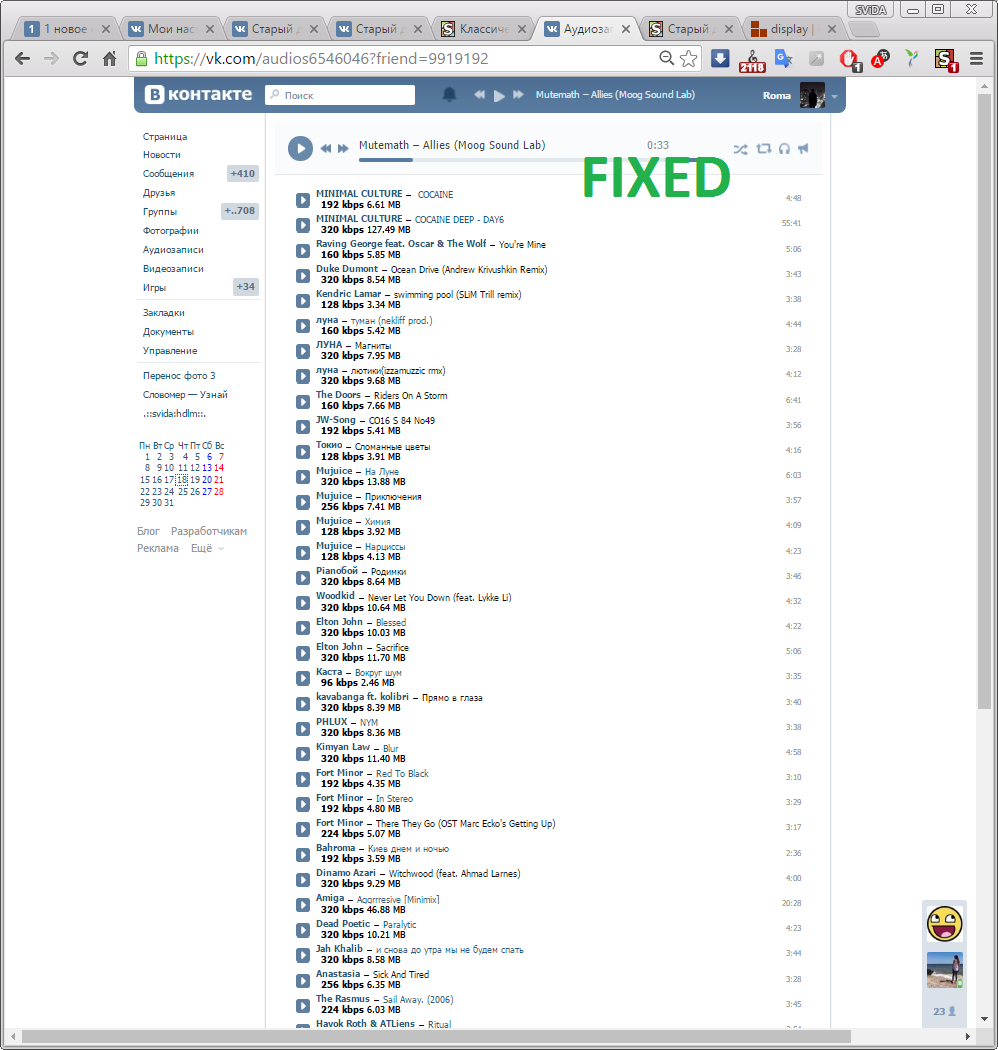 SViDA
1 новое
Мои нас
Старый д
Старый д
Классиче
Аудиоза
Старый д
display |
https://vk.com/audios6546046?friend=9919192
2118
1
1
В контакте
Поиск
Mutemath – Allies (Moog Sound Lab)
Roma
Страница
Новости
Сообщения +410
Друзья
Группы +..708
Фотографии
Аудиозаписи
Видеозаписи
Игры +34
Закладки
Документы
Управление
Перенос фото 3
Словомер — Узнай
.::svida:hdlm::.
Пн Вт Ср Чт Пт Сб Вс
1 2 3 4 5 6 7
8 9 10 11 12 13 14
15 16 17 18 19 20 21
22 23 24 25 26 27 28
29 30 31
Блог Разработчикам
Реклама Ещё
Mutemath – Allies (Moog Sound Lab) 0:33
FIXED
MINIMAL CULTURE – COCAINE 4:48
192 kbps 6.61 MB
MINIMAL CULTURE – COCAINE DEEP - DAY6 55:41
320 kbps 127.49 MB
Raving George feat. Oscar & The Wolf – You're Mine 5:06
160 kbps 5.85 MB
Duke Dumont – Ocean Drive (Andrew Krivushkin Remix) 3:43
320 kbps 8.54 MB
Kendric Lamar – swimming pool (SLiM Trill remix) 3:38
128 kbps 3.34 MB
луна – туман (nekliff prod.) 4:44
160 kbps 5.42 MB
ЛУНА – Магниты 3:28
320 kbps 7.95 MB
луна – лютики(izzamuzzic rmx) 4:12
320 kbps 9.68 MB
The Doors – Riders On A Storm 6:41
160 kbps 7.66 MB
JW-Song – CO16 S 84 No49 3:56
192 kbps 5.41 MB
Токио – Сломанные цветы 4:16
128 kbps 3.91 MB
Mujuice – На Луне 6:03
320 kbps 13.88 MB
Mujuice – Приключения 3:57
256 kbps 7.41 MB
Mujuice – Химия 4:09
128 kbps 3.92 MB
Mujuice – Нарциссы 4:23
128 kbps 4.13 MB
Pianoбой – Родимки 3:46
320 kbps 8.64 MB
Woodkid – Never Let You Down (feat. Lykke Li) 4:32
320 kbps 10.64 MB
Elton John – Blessed 4:22
320 kbps 10.03 MB
Elton John – Sacrifice 5:06
320 kbps 11.70 MB
Каста – Вокруг шум 3:35
96 kbps 2.46 MB
kavabanga ft. kolibri – Прямо в глаза 3:40
320 kbps 8.39 MB
PHLUX – NYM 3:38
320 kbps 8.36 MB
Kimyan Law – Blur 4:58
320 kbps 11.40 MB
Fort Minor – Red To Black 3:10
192 kbps 4.35 MB
Fort Minor – In Stereo 3:29
192 kbps 4.80 MB
Fort Minor – There They Go (OST Marc Ecko's Getting Up) 3:17
224 kbps 5.07 MB
Bahroma – Киев днем и ночью 2:36
192 kbps 3.59 MB
Dinamo Azari – Witchwood (feat. Ahmad Larnes) 4:00
320 kbps 9.29 MB
Amiga – Aggrrresive [Minimix] 20:28
320 kbps 46.88 MB
Dead Poetic – Paralytic 4:23
320 kbps 10.21 MB
Jah Khalib – и снова до утра мы не будем спать 3:44
320 kbps 8.58 MB
Anastasia – Sick And Tired 3:28
256 kbps 6.35 MB
The Rasmus – Sail Away. (2006) 3:45
224 kbps 6.03 MB
Havok Roth & ATLiens – Ritual
23